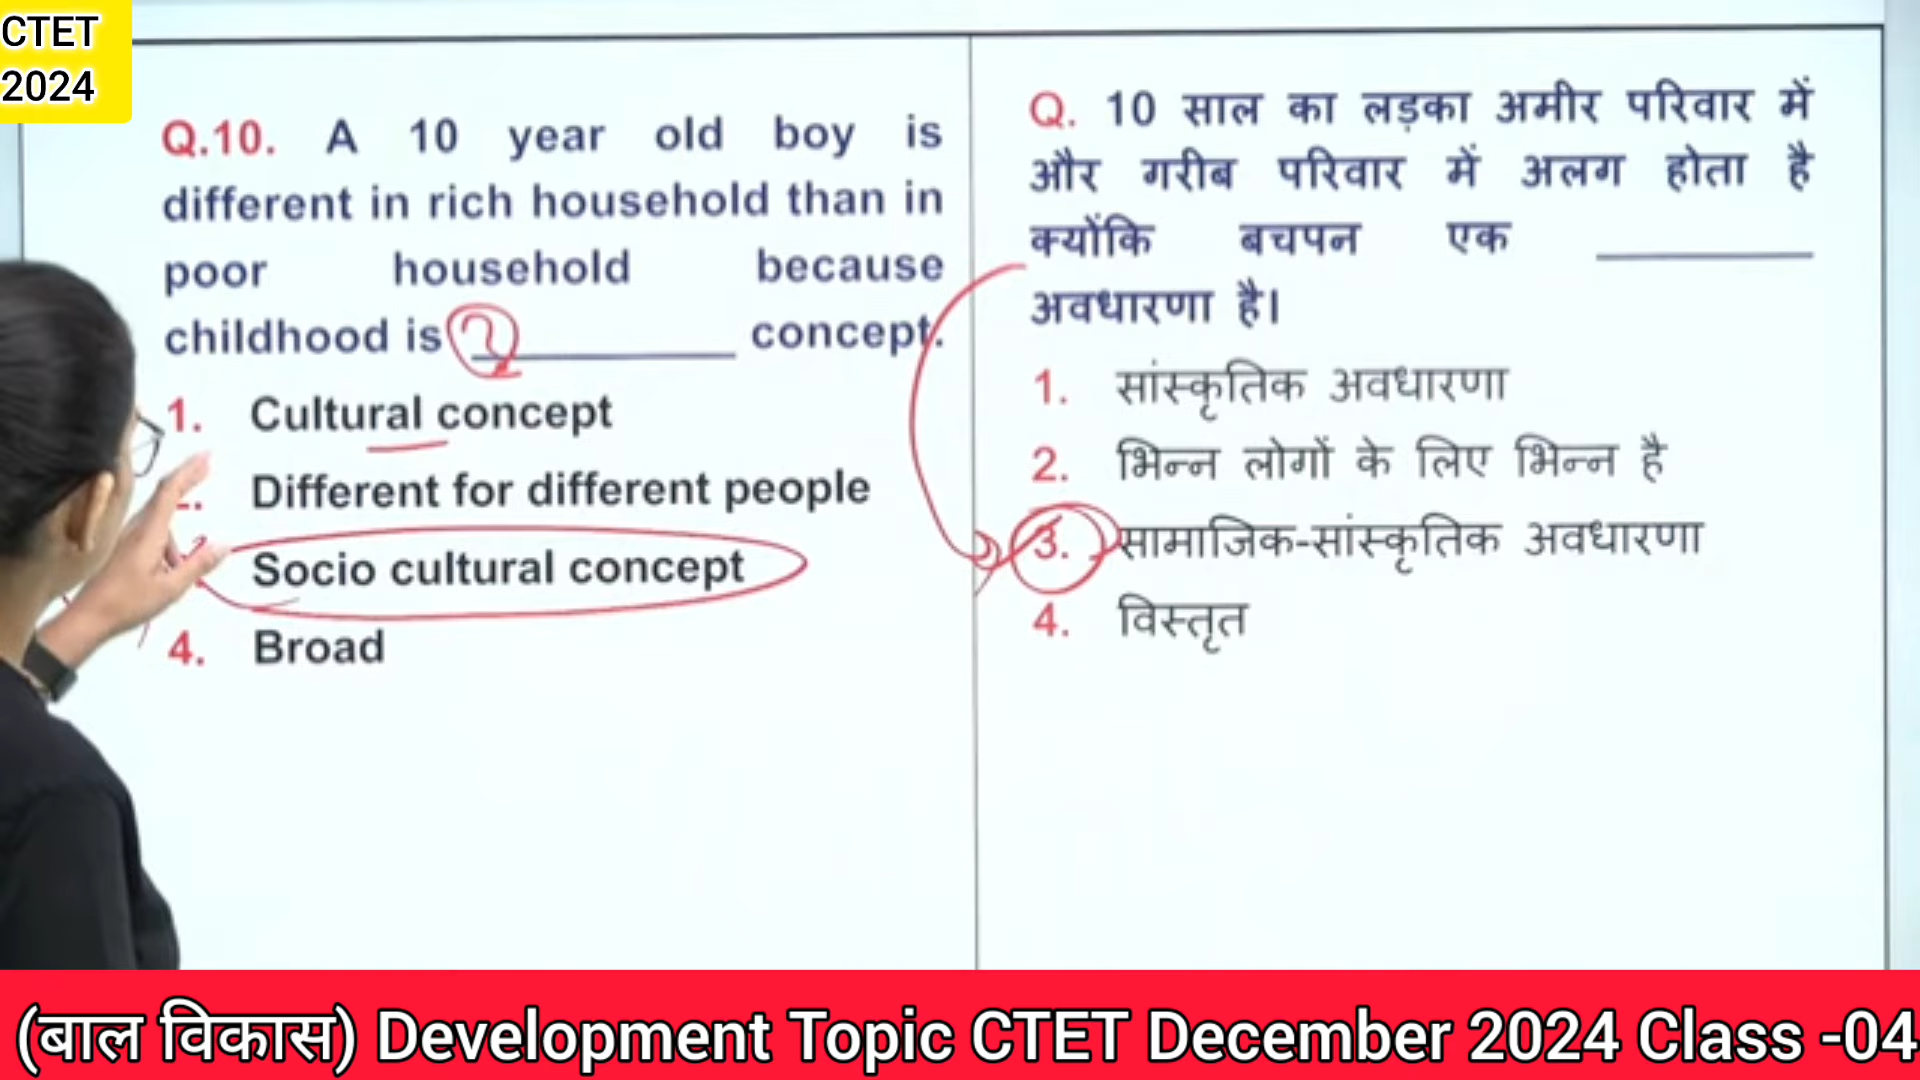 CTET
2024
Q.10. A 10 year old boy is
different in rich household than in
poor household because
childhood is ____________ concept.
1. Cultural concept
2. Different for different people
Socio cultural concept
4. Broad
Q. 10 साल का लड़का अमीर परिवार में
और गरीब परिवार में अलग होता है
क्योंकि बचपन एक __________
अवधारणा है।
1. सांस्कृतिक अवधारणा
2. भिन्न लोगों के लिए भिन्न है
3. सामाजिक-सांस्कृतिक अवधारणा
4. विस्तृत
(बाल विकास) Development Topic CTET December 2024 Class -04